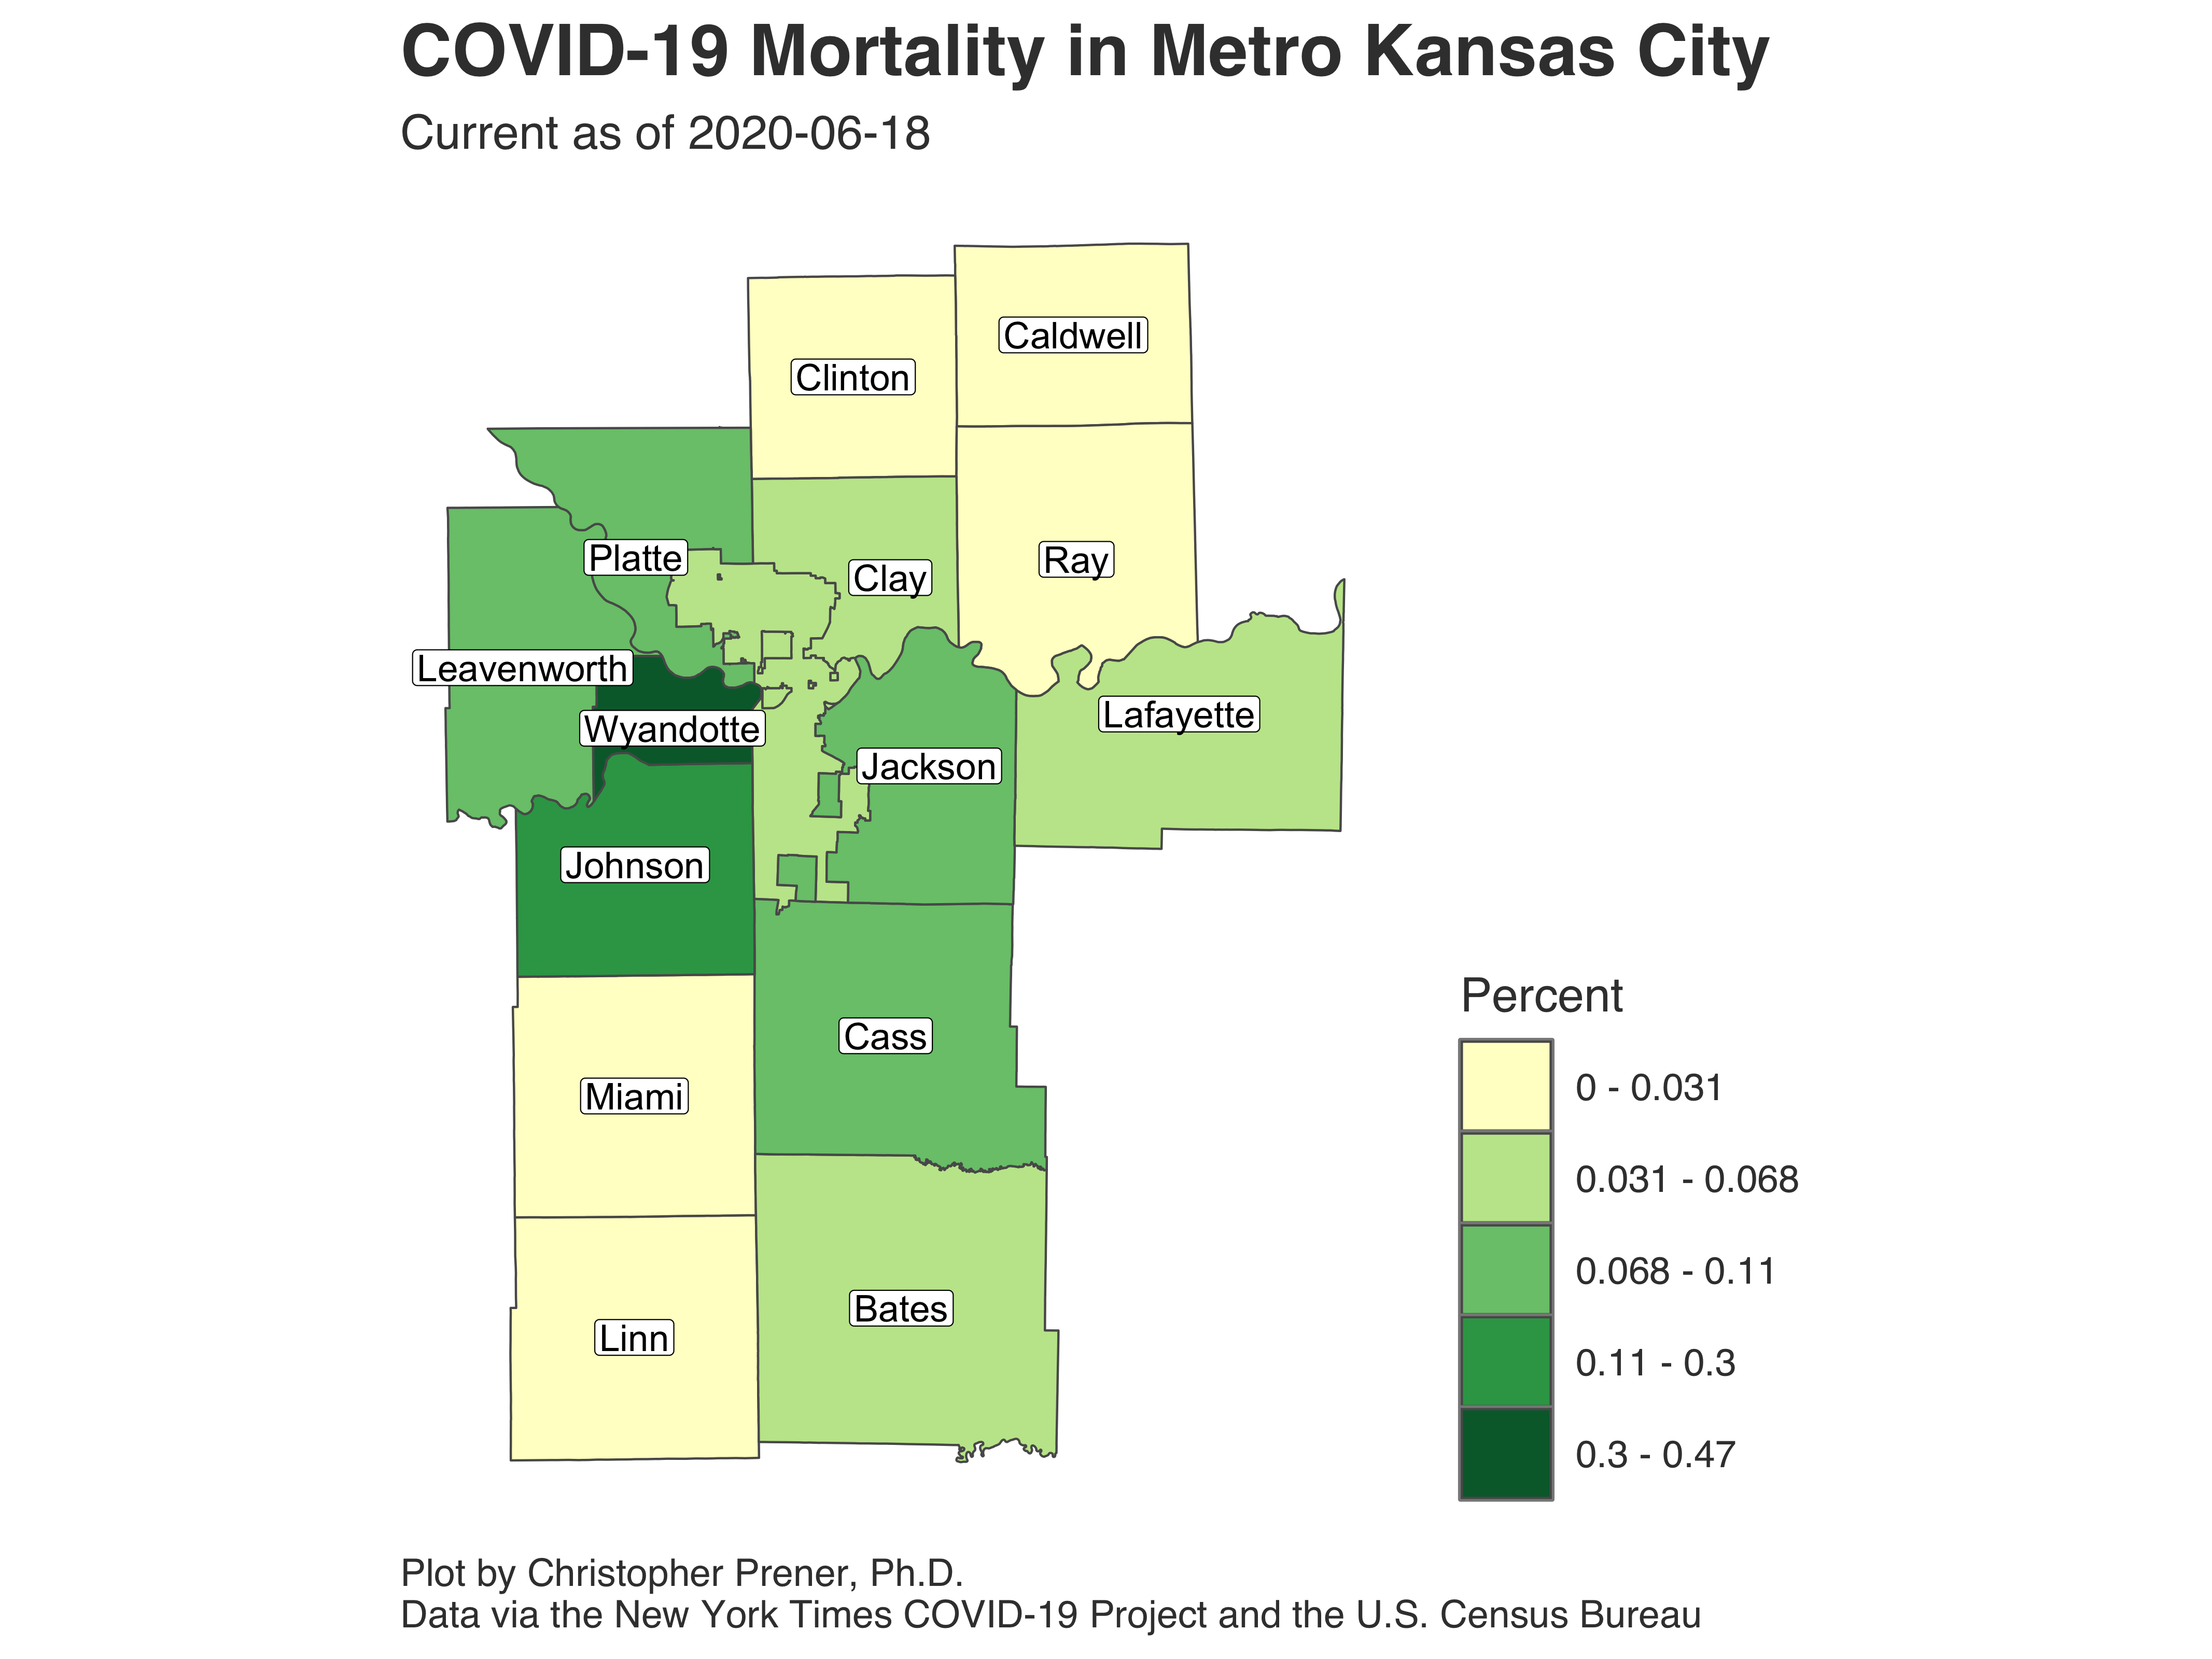 COVID-19 Mortality in Metro Kansas City
Current as of 2020-06-18
Caldwell
Clinton
Platte
Clay
Ray
Leavenworth
Wyandotte
Lafayette
Jackson
Johnson
Cass
Miami
Bates
Linn
Percent
0 - 0.031
0.031 - 0.068
0.068 - 0.11
0.11 - 0.3
0.3 - 0.47
Plot by Christopher Prener, Ph.D.
Data via the New York Times COVID-19 Project and the U.S. Census Bureau